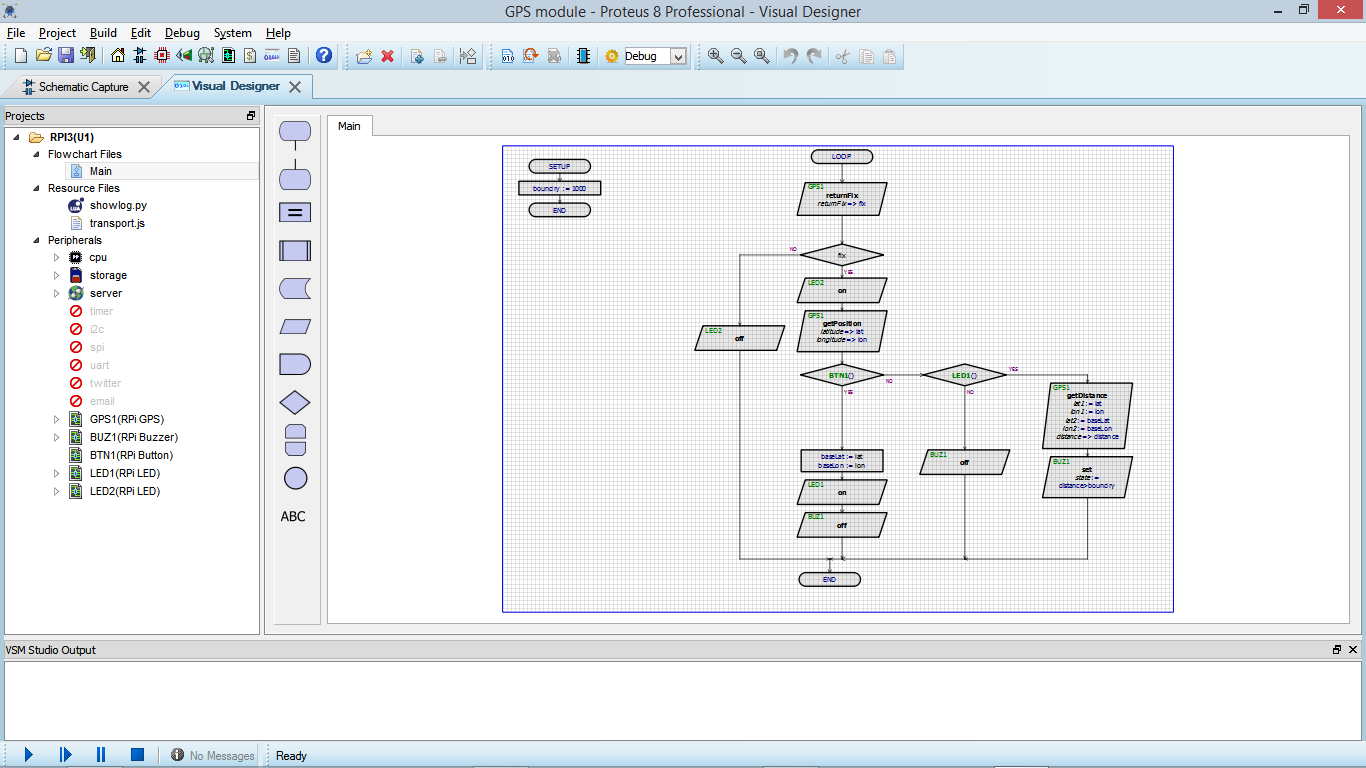 GPS module - Proteus 8 Professional - Visual Designer
File Project Build Edit Debug System Help
Debug
Schematic Capture
Visual Designer
Projects
RPI3(U1)
Flowchart Files
Main
Resource Files
showlog.py
transport.js
Peripherals
cpu
storage
server
timer
i2c
spi
uart
twitter
email
GPS1(RPi GPS)
BUZ1(RPi Buzzer)
BTN1(RPi Button)
LED1(RPi LED)
LED2(RPi LED)
ABC
Main
SETUP
boundry := 1000
END
LOOP
GPS1
returnFix
returnFix => fix
fix
NO
YES
LED2
on
LED2
off
GPS1
getPosition
latitude => lat
longitude => lon
BTN1()
NO
YES
LED1()
YES
NO
GPS1
getDistance
lat1 := lat
lon1 := lon
lat2 := baseLat
lon2 := baseLon
distance => distance
baseLat := lat
baseLon := lon
BUZ1
off
BUZ1
set
state :=
distance>boundry
LED1
on
BUZ1
off
END
VSM Studio Output
No Messages
Ready